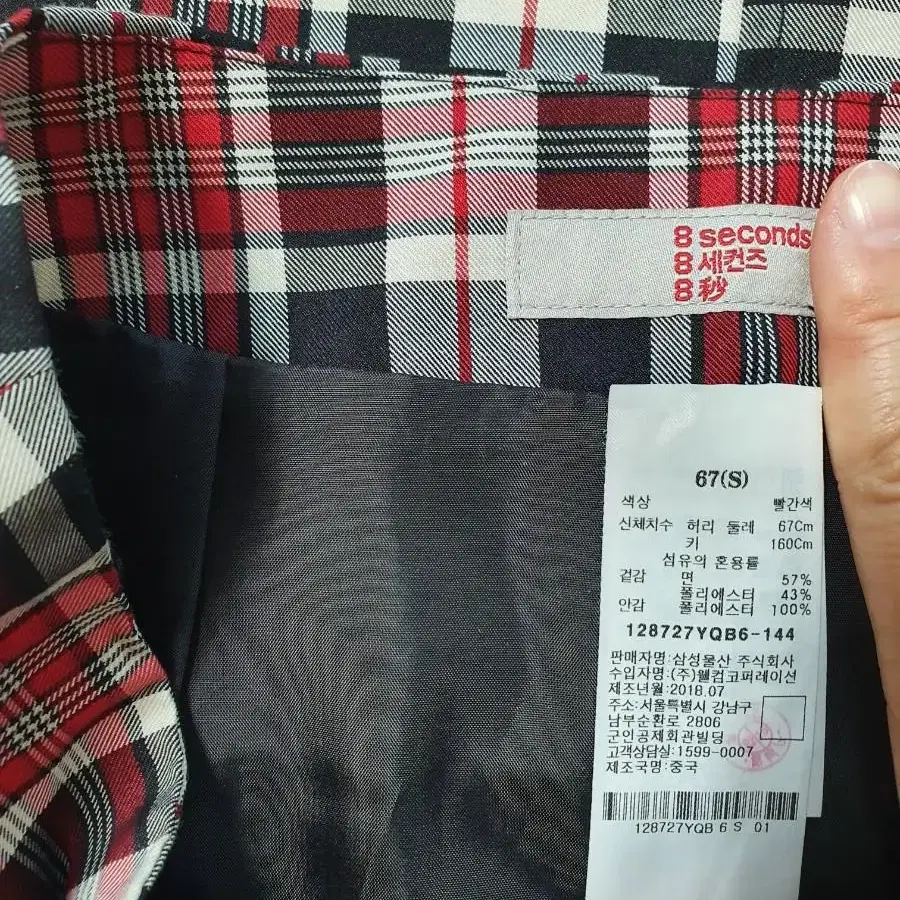 8 seconds
8 세컨즈
8 秒
67(S)
색상 빨간색
신체치수 허리 둘레 67Cm
키 160Cm
섬유의 혼용률
겉감 면 57%
폴리에스터 43%
안감 폴리에스터 100%
128727YQB6-144
판매자명:삼성물산 주식회사
수입자명:(주)웰컴코퍼레이션
제조년월:2018.07
주소:서울특별시 강남구
남부순환로 2806
군인공제회관빌딩
고객상담실:1599-0007
제조국명:중국
128727YQB 6 S 01